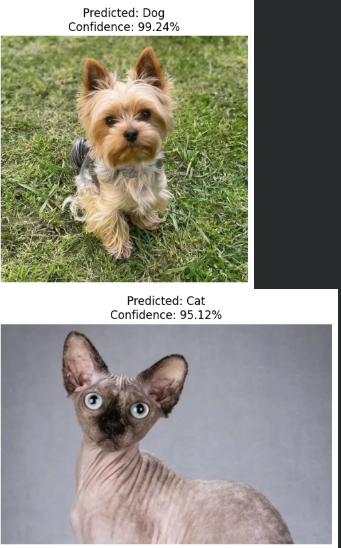 Predicted: Dog
Confidence: 99.24%
Predicted: Cat
Confidence: 95.12%